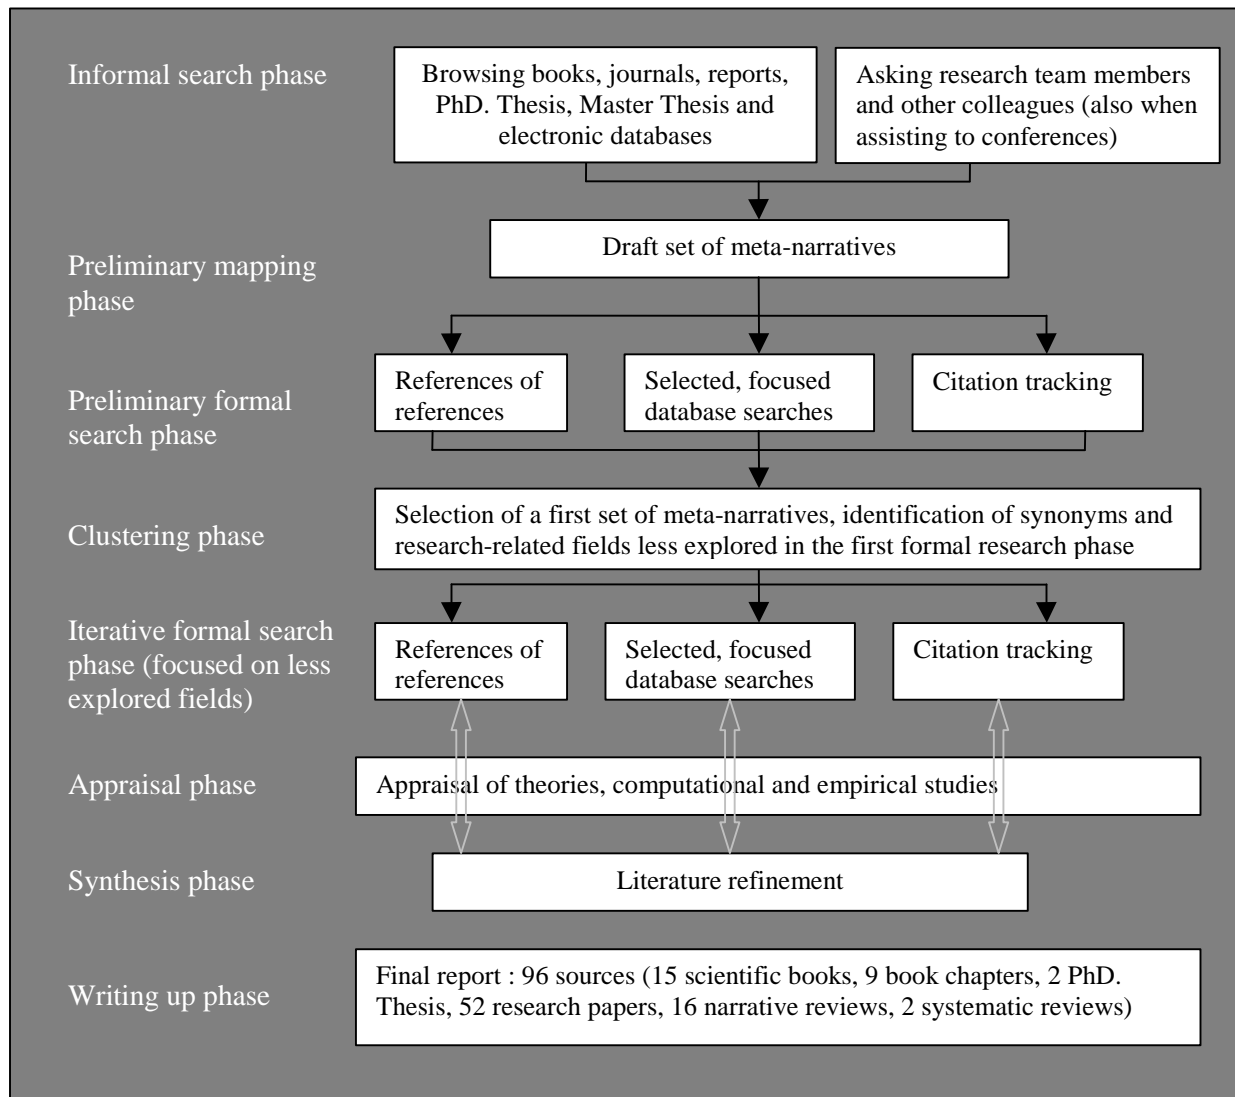 Informal search phase
Browsing books, journals, reports,
PhD. Thesis, Master Thesis and
electronic databases
Asking research team members
and other colleagues (also when
assisting to conferences)
Preliminary mapping
phase
Draft set of meta-narratives
Preliminary formal
search phase
References of
references
Selected, focused
database searches
Citation tracking
Clustering phase
Selection of a first set of meta-narratives, identification of synonyms and
research-related fields less explored in the first formal research phase
Iterative formal search
phase (focused on less
explored fields)
References of
references
Selected, focused
database searches
Citation tracking
Appraisal phase
Appraisal of theories, computational and empirical studies
Synthesis phase
Literature refinement
Writing up phase
Final report : 96 sources (15 scientific books, 9 book chapters, 2 PhD.
Thesis, 52 research papers, 16 narrative reviews, 2 systematic reviews)